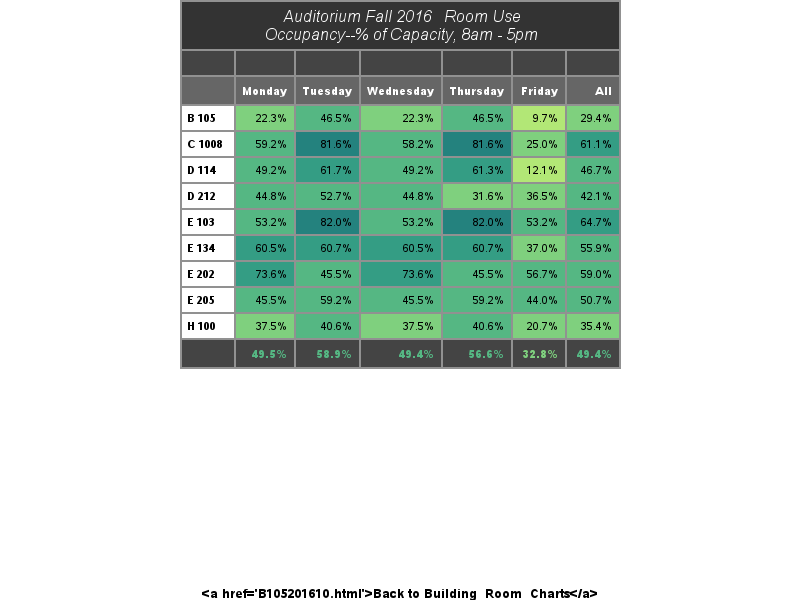 Auditorium Fall 2016 Room Use
Occupancy--% of Capacity, 8am - 5pm
Monday Tuesday Wednesday Thursday Friday All
B 105 22.3% 46.5% 22.3% 46.5% 9.7% 29.4%
C 1008 59.2% 81.6% 58.2% 81.6% 25.0% 61.1%
D 114 49.2% 61.7% 49.2% 61.3% 12.1% 46.7%
D 212 44.8% 52.7% 44.8% 31.6% 36.5% 42.1%
E 103 53.2% 82.0% 53.2% 82.0% 53.2% 64.7%
E 134 60.5% 60.7% 60.5% 60.7% 37.0% 55.9%
E 202 73.6% 45.5% 73.6% 45.5% 56.7% 59.0%
E 205 45.5% 59.2% 45.5% 59.2% 44.0% 50.7%
H 100 37.5% 40.6% 37.5% 40.6% 20.7% 35.4%
49.5% 58.9% 49.4% 56.6% 32.8% 49.4%
<a href='B105201610.html'>Back to Building Room Charts</a>